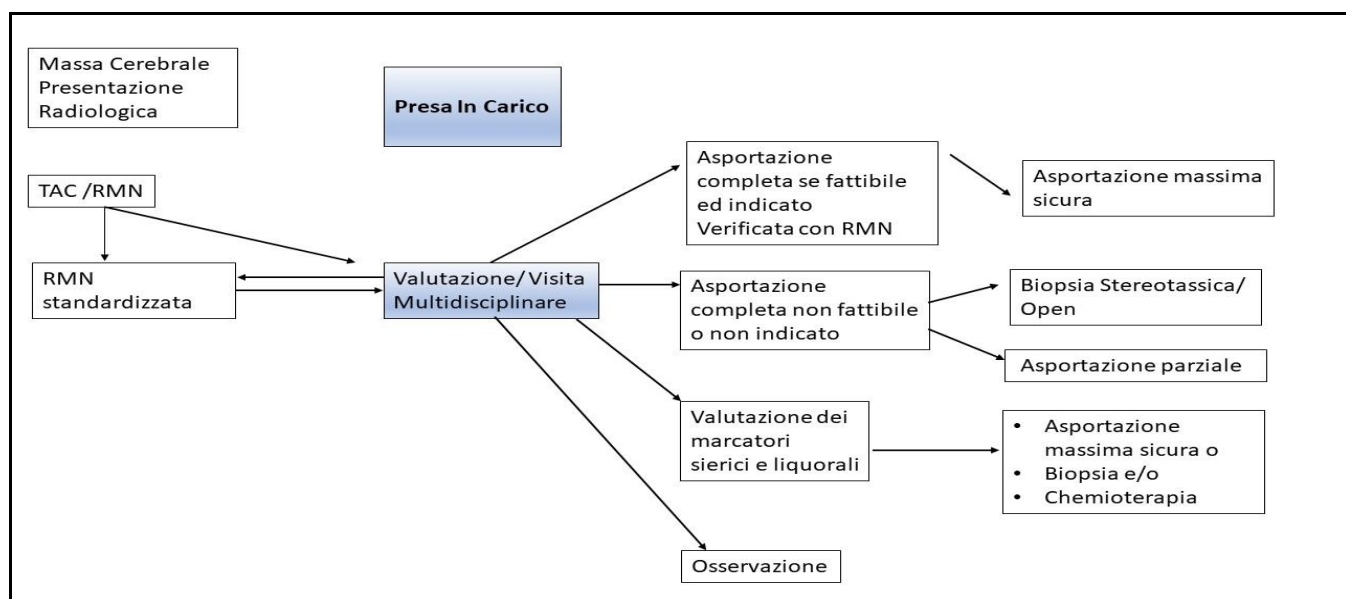 Massa Cerebrale
Presentazione
Radiologica
Presa In Carico
TAC /RMN
RMN
standardizzata
Valutazione/Visita
Multidisciplinare
Asportazione
completa se fattibile
ed indicato
Verificata con RMN
Asportazione massima
sicura
Asportazione
completa non fattibile
o non indicato
Biopsia Stereotassica/
Open
Asportazione parziale
Valutazione dei
marcatori
sierici e liquorali
• Asportazione
massima sicura o
• Biopsia e/o
• Chemioterapia
Osservazione